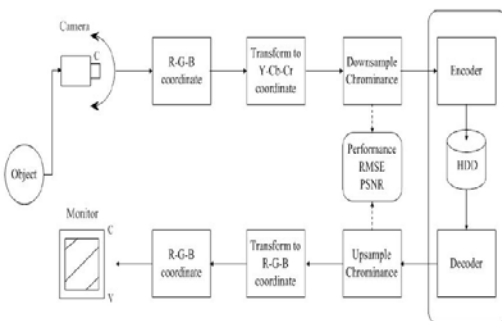 Camera
C
R-G-B
coordinate
Transform to
Y-Cb-Cr
coordinate
Downsample
Chrominance
Encoder
Performance
RMSE
PSNR
HDD
Object
Monitor
C
Y
R-G-B
coordinate
Transform to
R-G-B
coordinate
Upsample
Chrominance
Decoder